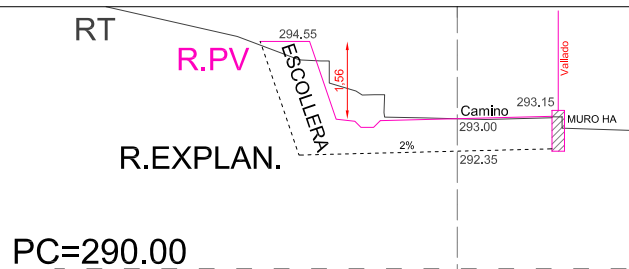 RT
294.55
R.PV
ESCOLLERA
1,56
Vallado
Camino
293.15
293.00
MURO HA
R.EXPLAN.
2%
292.35
PC=290.00